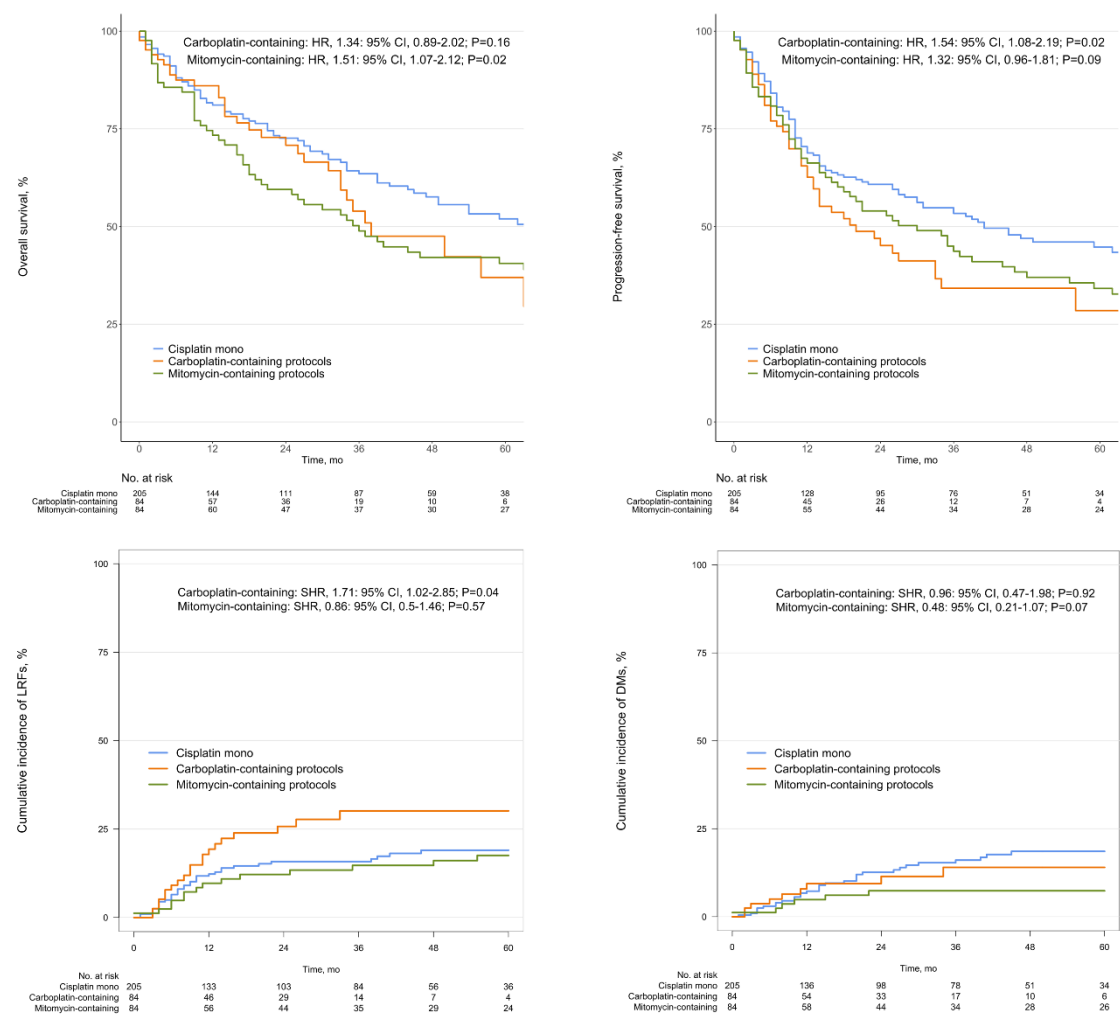 100
75
50
25
0
Overall survival, %
Carboplatin-containing: HR, 1.34: 95% CI, 0.89-2.02; P=0.16
Mitomycin-containing: HR, 1.51: 95% CI, 1.07-2.12; P=0.02
Cisplatin mono
Carboplatin-containing protocols
Mitomycin-containing protocols
0 12 24 36 48 60
Time, mo
No. at risk
Cisplatin mono 205 144 111 87 59 38
Carboplatin-containing 84 57 36 19 10 6
Mitomycin-containing 84 60 47 37 30 27
100
75
50
25
0
Progression-free survival, %
Carboplatin-containing: HR, 1.54: 95% CI, 1.08-2.19; P=0.02
Mitomycin-containing: HR, 1.32: 95% CI, 0.96-1.81; P=0.09
Cisplatin mono
Carboplatin-containing protocols
Mitomycin-containing protocols
0 12 24 36 48 60
Time, mo
No. at risk
Cisplatin mono 205 128 95 76 51 34
Carboplatin-containing 84 45 26 12 7 4
Mitomycin-containing 84 55 44 34 28 24
100
75
50
25
0
Cumulative incidence of LRFs, %
Carboplatin-containing: SHR, 1.71: 95% CI, 1.02-2.85; P=0.04
Mitomycin-containing: SHR, 0.86: 95% CI, 0.5-1.46; P=0.57
Cisplatin mono
Carboplatin-containing protocols
Mitomycin-containing protocols
0 12 24 36 48 60
Time, mo
No. at risk
Cisplatin mono 205 133 103 84 56 36
Carboplatin-containing 84 46 29 14 7 4
Mitomycin-containing 84 56 44 35 29 24
100
75
50
25
0
Cumulative incidence of DMs, %
Carboplatin-containing: SHR, 0.96: 95% CI, 0.47-1.98; P=0.92
Mitomycin-containing: SHR, 0.48: 95% CI, 0.21-1.07; P=0.07
Cisplatin mono
Carboplatin-containing protocols
Mitomycin-containing protocols
0 12 24 36 48 60
Time, mo
No. at risk
Cisplatin mono 205 136 98 78 51 34
Carboplatin-containing 84 54 33 17 10 6
Mitomycin-containing 84 58 44 34 28 26